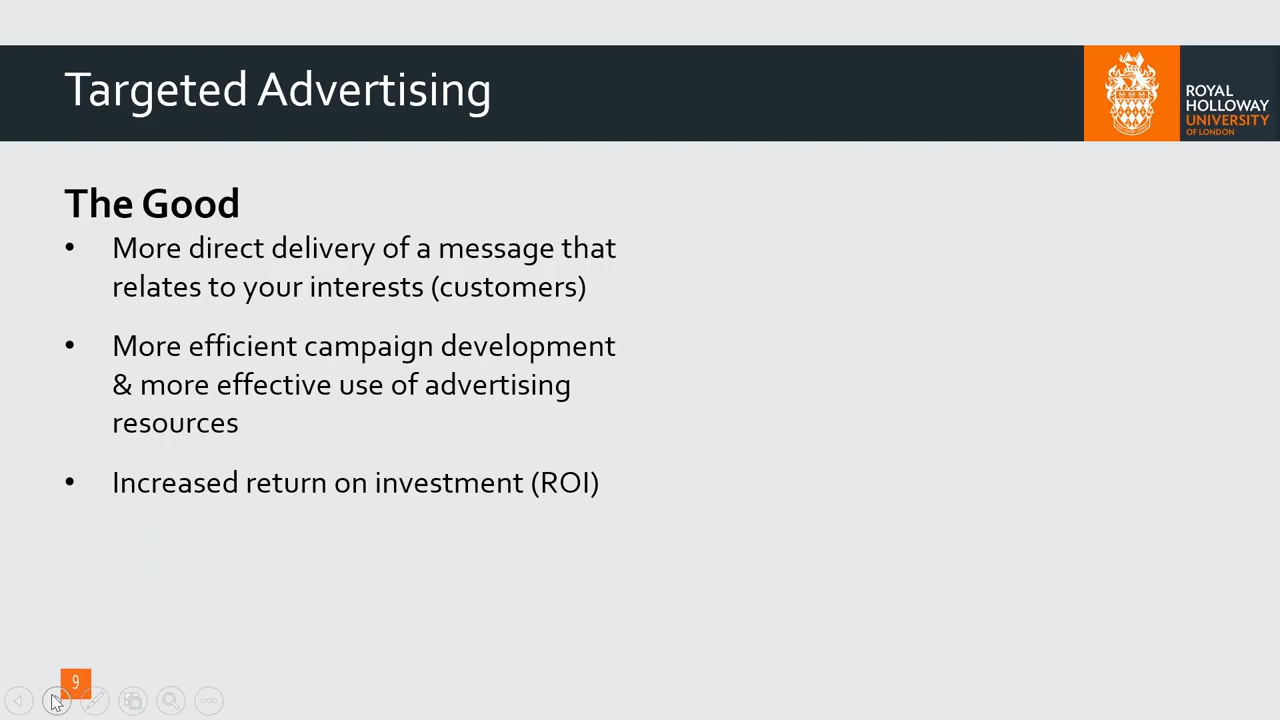 Targeted Advertising
ROYAL
HOLLOWAY
UNIVERSITY
OF LONDON
The Good
• More direct delivery of a message that
relates to your interests (customers)
• More efficient campaign development
& more effective use of advertising
resources
• Increased return on investment (ROI)
9